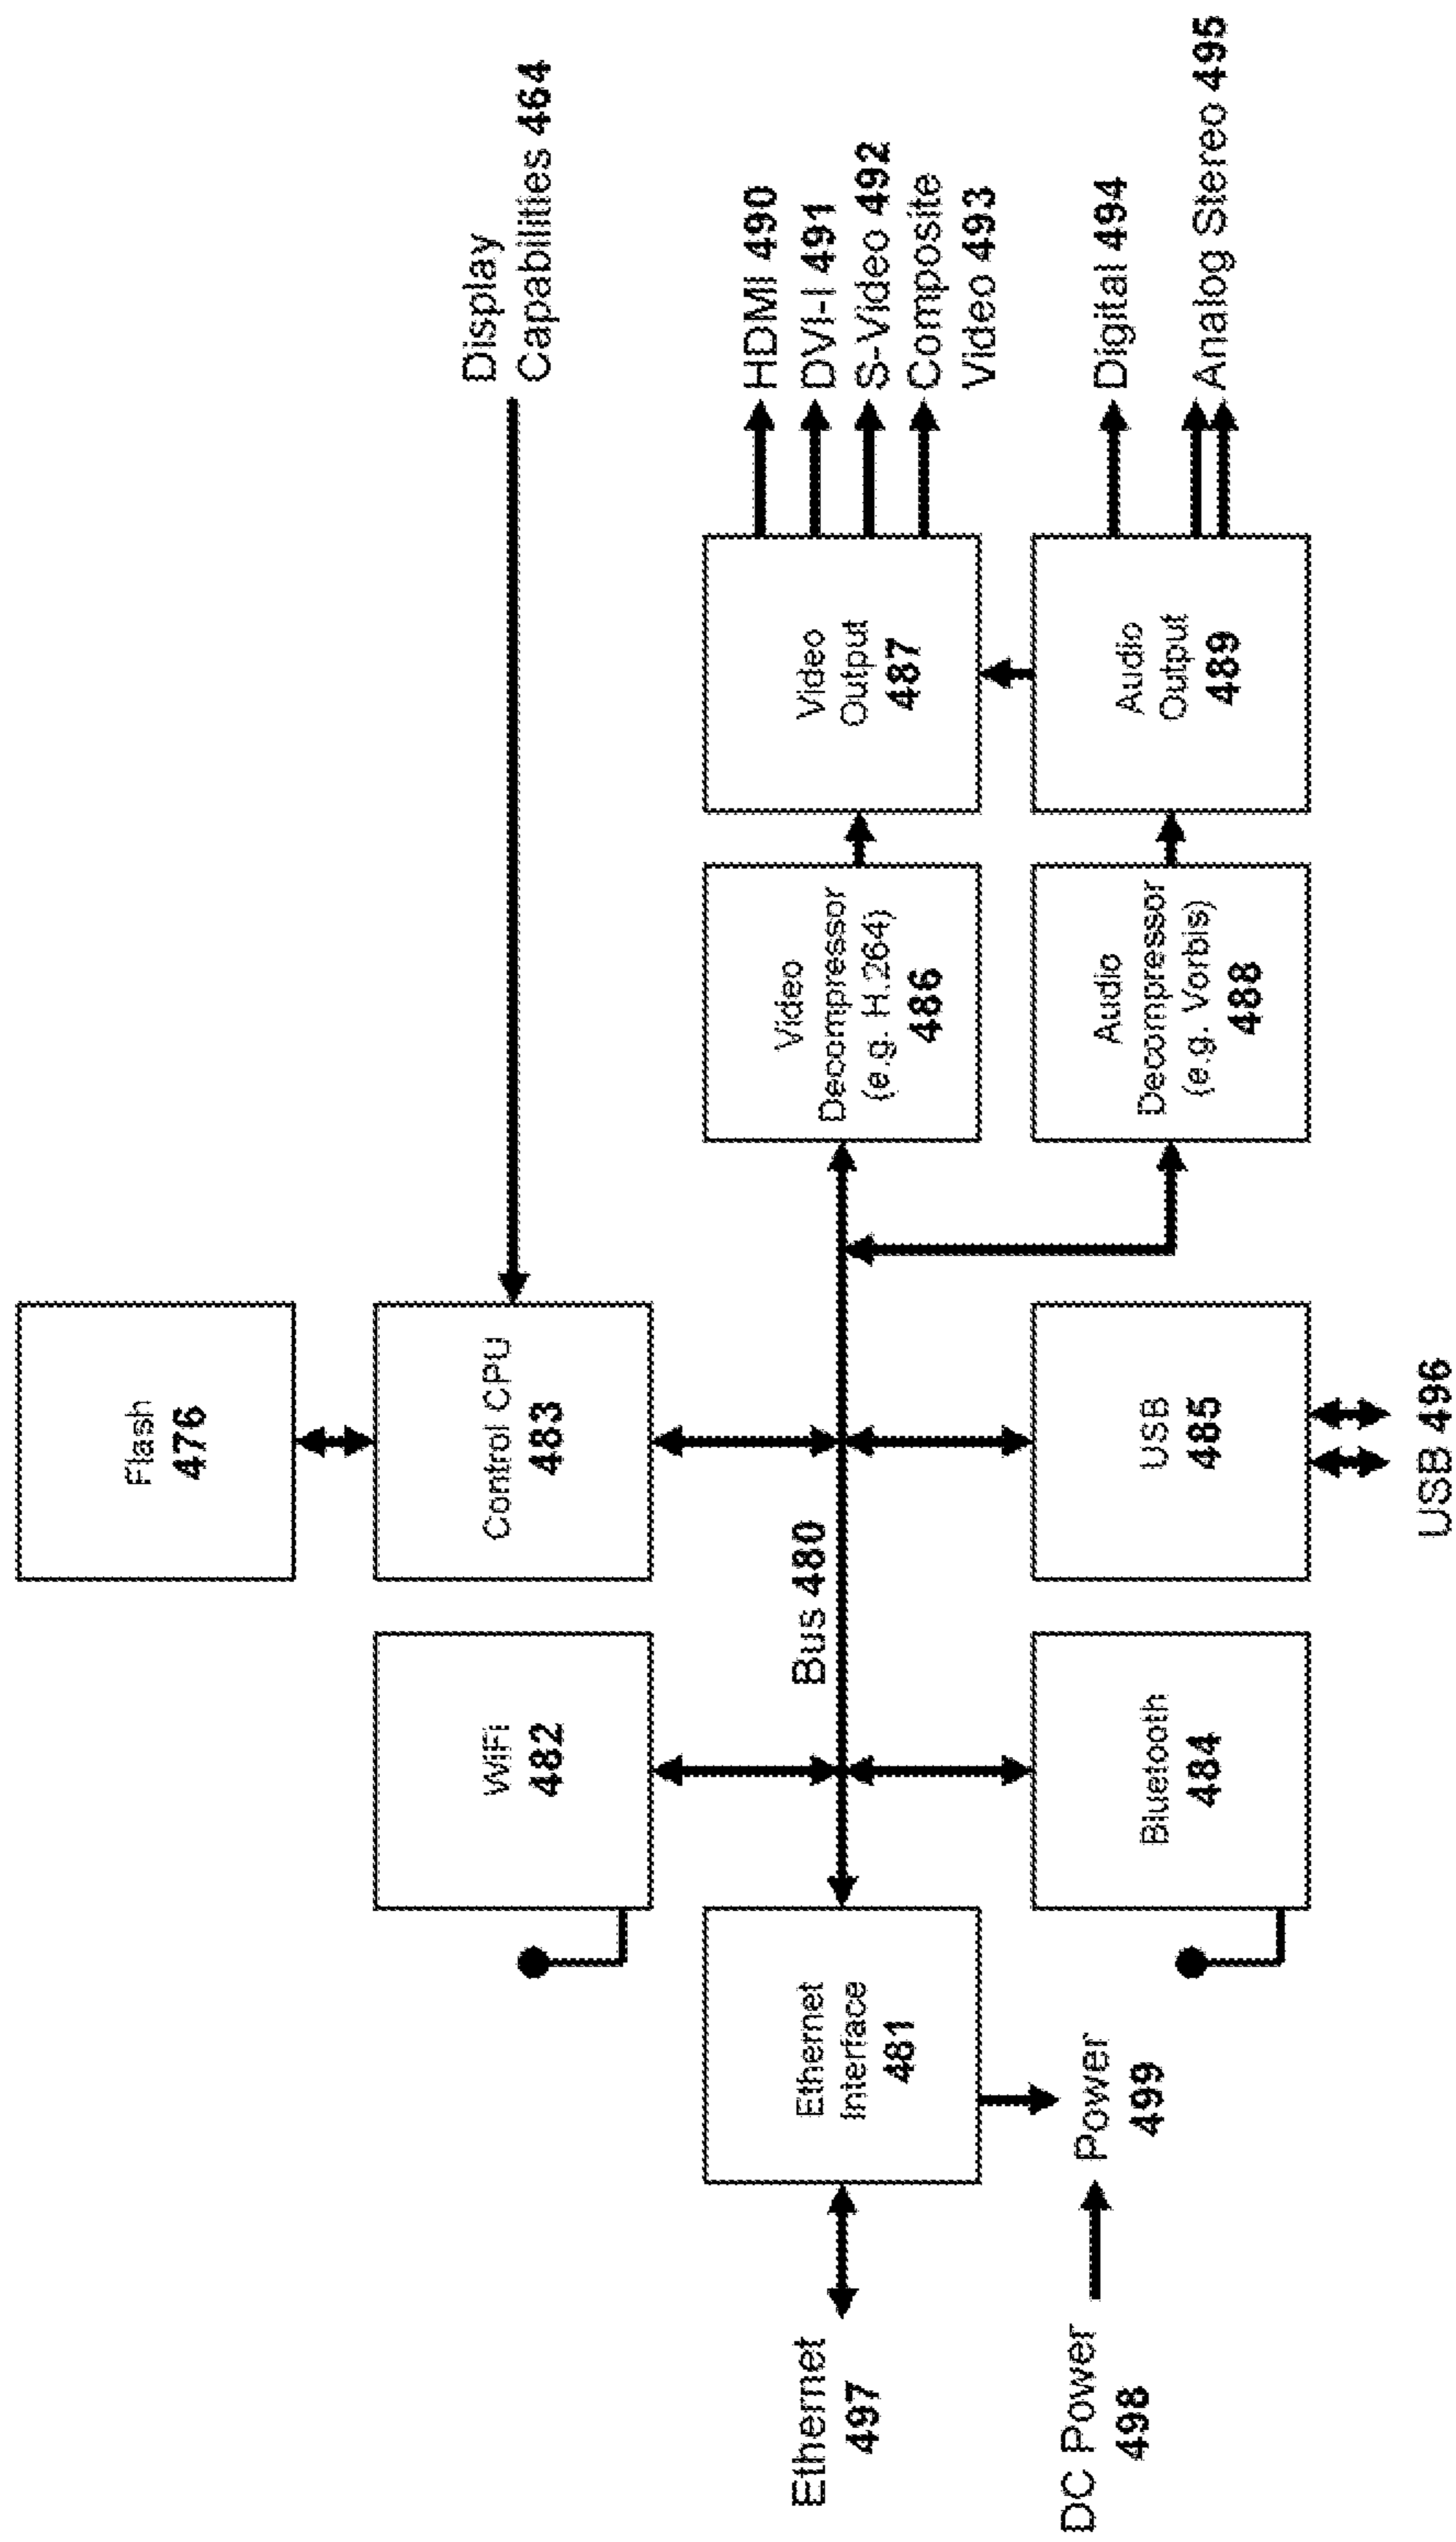 Flash
476
Display
Capabilities 464
WiFi
482
Control CPU
483
Bus 480
Ethernet
497
Ethernet
Interface
481
Video
Decompressor
(e.g. H.264)
486
Video
Output
487
HDMI 490
DVI-I 491
S-Video 492
Composite
Video 493
DC Power
498
Power
499
Bluetooth
484
USB
485
Audio
Decompressor
(e.g. Vorbis)
488
Audio
Output
489
Digital 494
Analog Stereo 495
USB 496